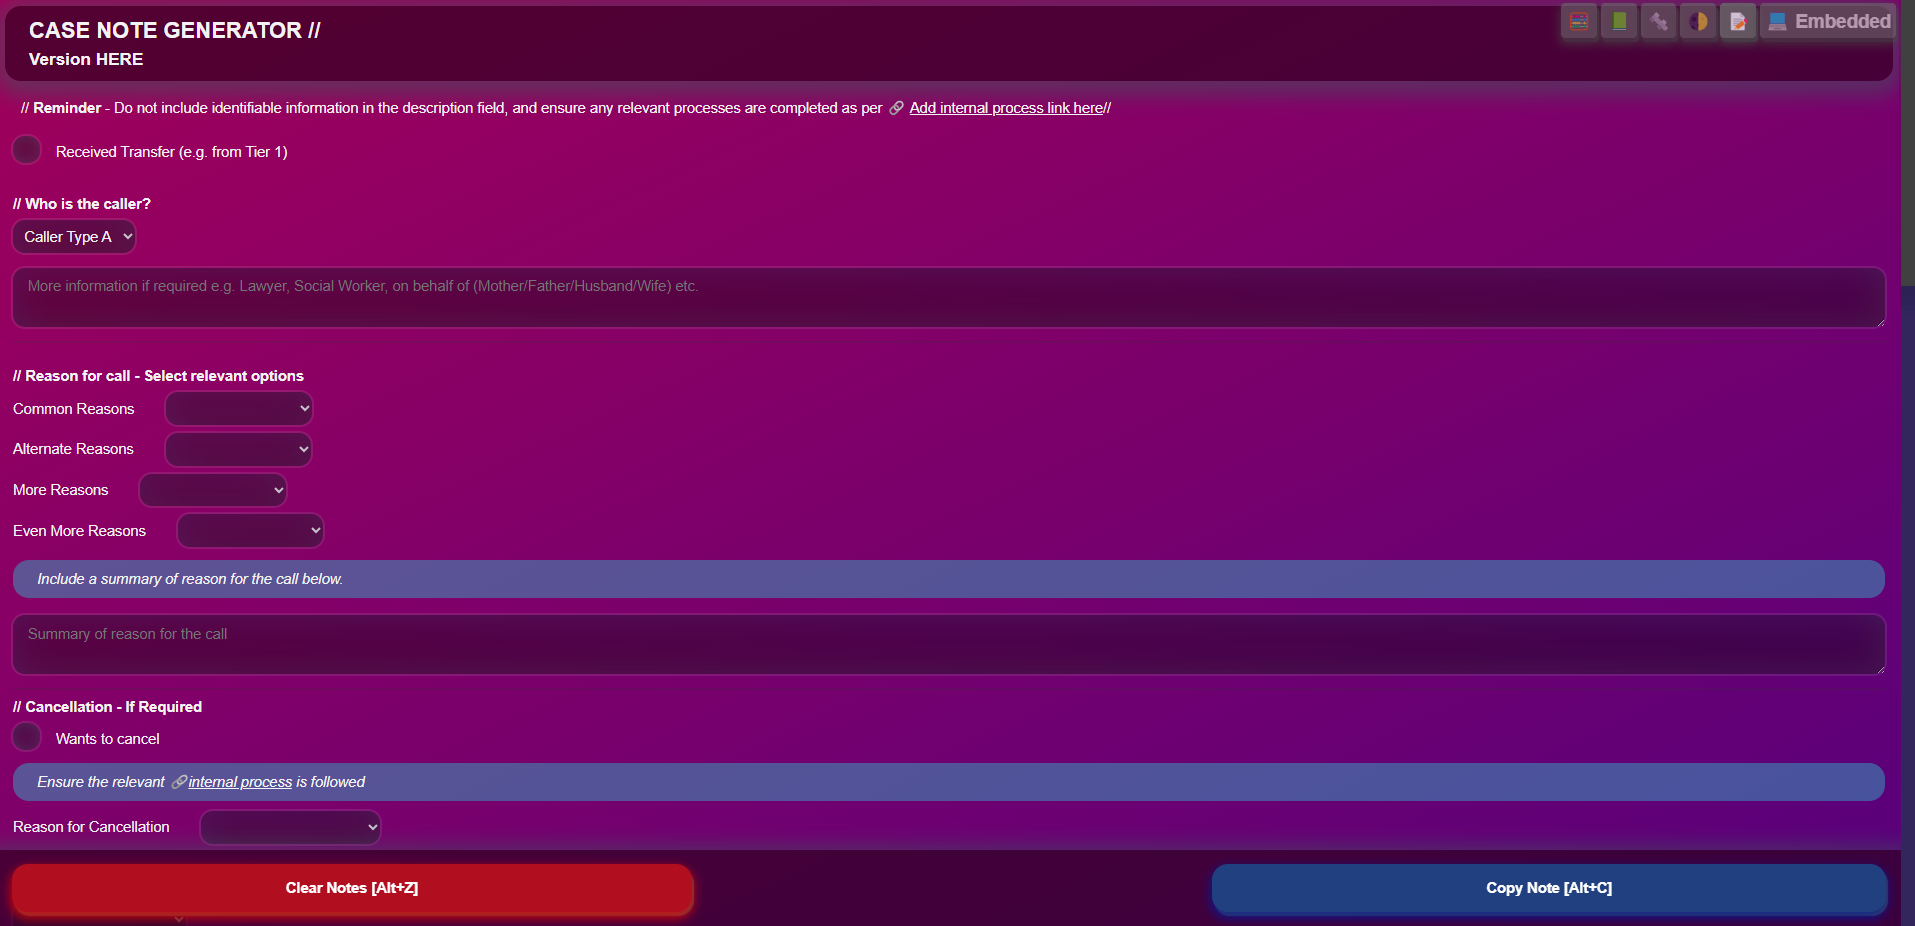 CASE NOTE GENERATOR //
Embedded
Version HERE
// Reminder - Do not include identifiable information in the description field, and ensure any relevant processes are completed as per Add internal process link here//
Received Transfer (e.g. from Tier 1)
// Who is the caller?
Caller Type A
More information if required e.g. Lawyer, Social Worker, on behalf of (Mother/Father/Husband/Wife) etc.
// Reason for call - Select relevant options
Common Reasons
Alternate Reasons
More Reasons
Even More Reasons
Include a summary of reason for the call below.
Summary of reason for the call
// Cancellation - If Required
Wants to cancel
Ensure the relevant internal process is followed
Reason for Cancellation
Clear Notes [Alt+Z]
Copy Note [Alt+C]